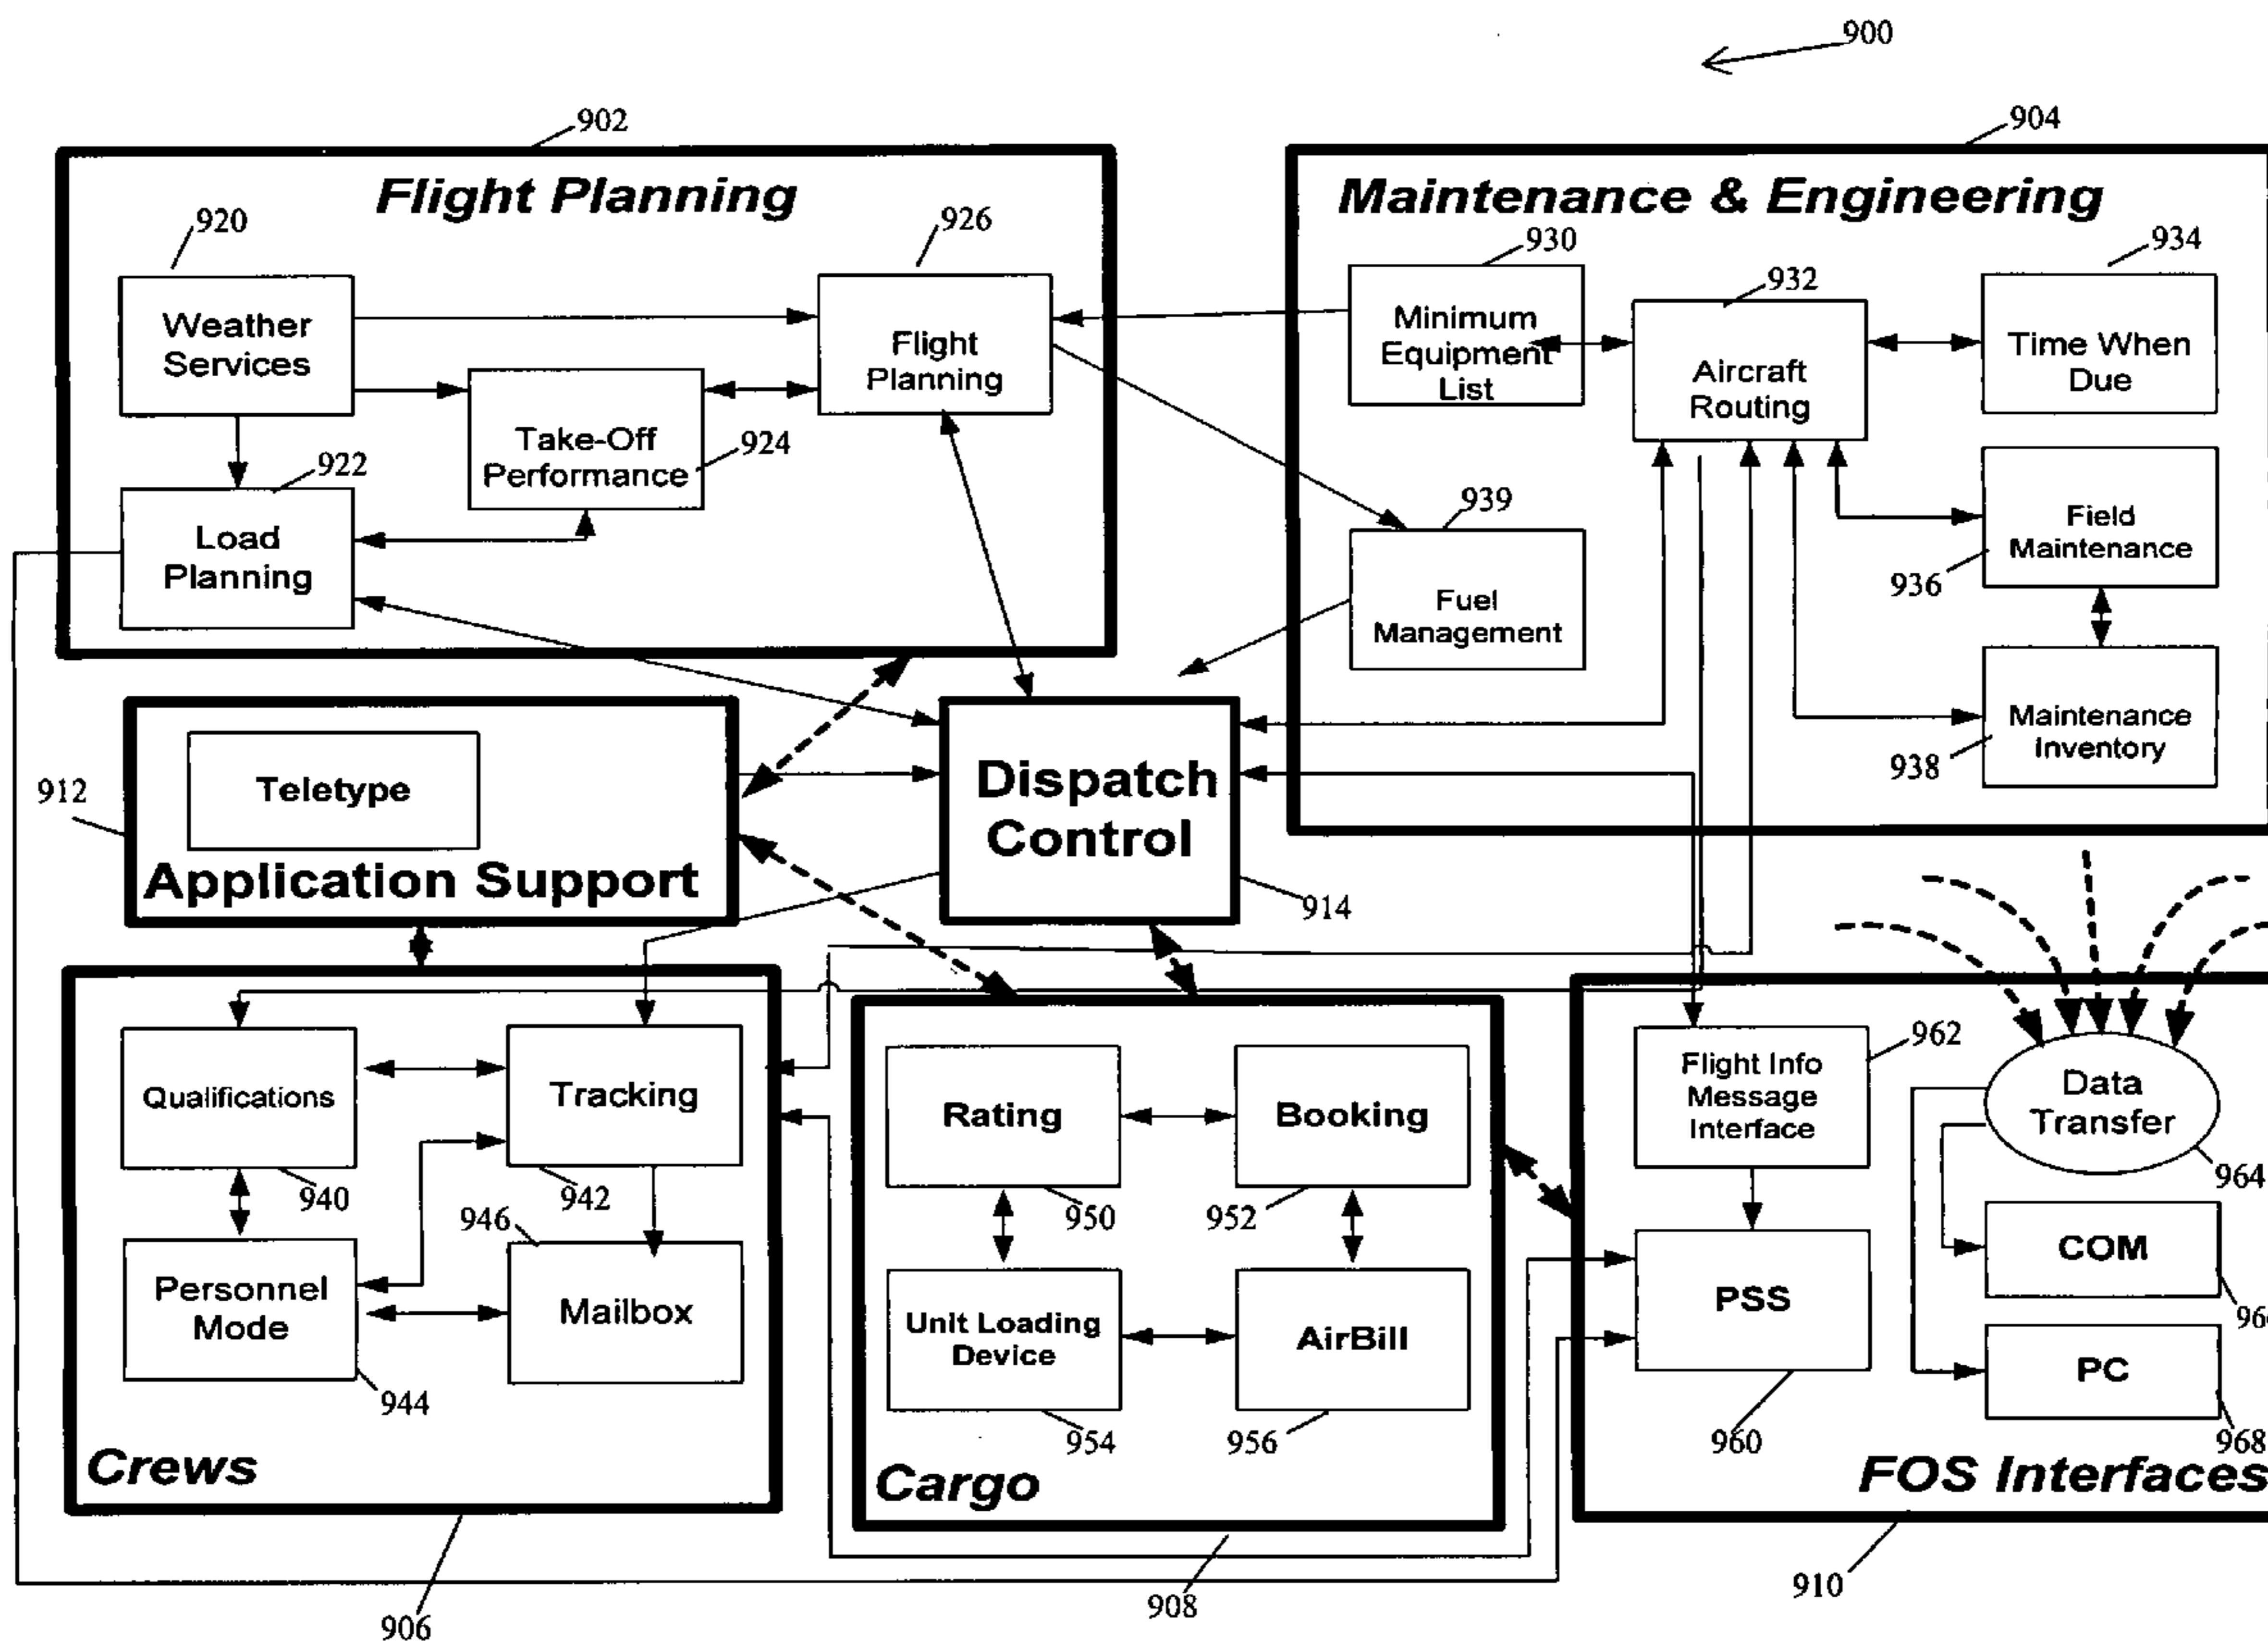 900
902
904
Flight Planning
Maintenance & Engineering
920
926
930
932
934
Weather
Services
Flight
Planning
Minimum
Equipment
List
Aircraft
Routing
Time When
Due
Take-Off
Performance
924
922
Load
Planning
939
Fuel
Management
Field
Maintenance
936
Maintenance
Inventory
938
912
Teletype
Application Support
Dispatch
Control
914
Qualifications
940
Tracking
942
Personnel
Mode
944
946
Mailbox
Crews
906
Rating
950
Booking
952
Unit Loading
Device
954
AirBill
956
Cargo
908
Flight Info
Message
Interface
962
Data
Transfer
964
COM
PSS
960
PC
968
FOS Interfaces
910